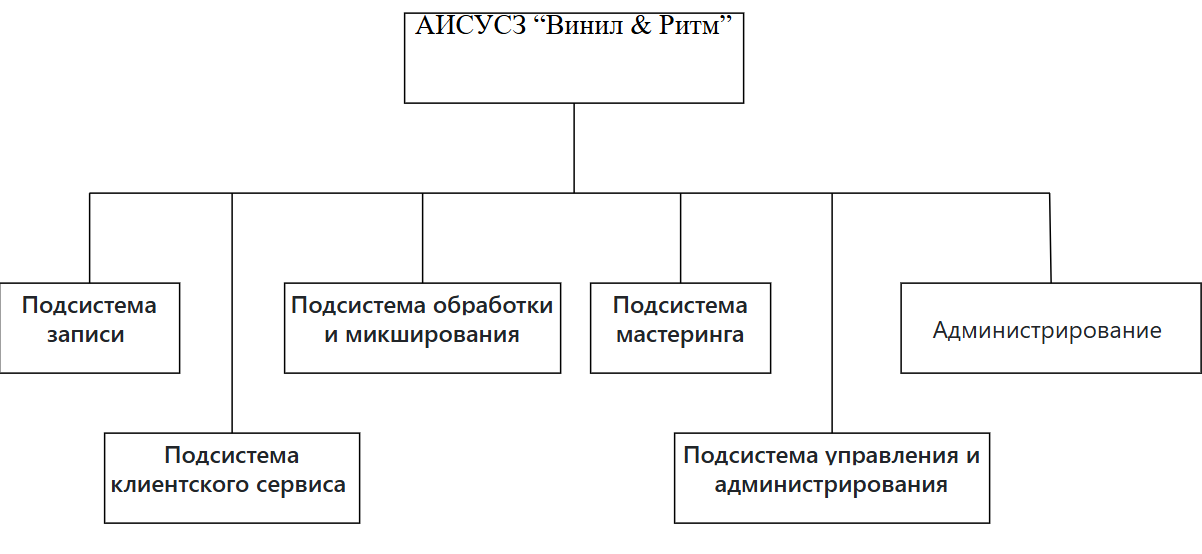 АИСУСЗ “Винил & Ритм”
Подсистема
записи
Подсистема обработки
и микширования
Подсистема
мастеринга
Администрирование
Подсистема
клиентского сервиса
Подсистема управления и
администрирования